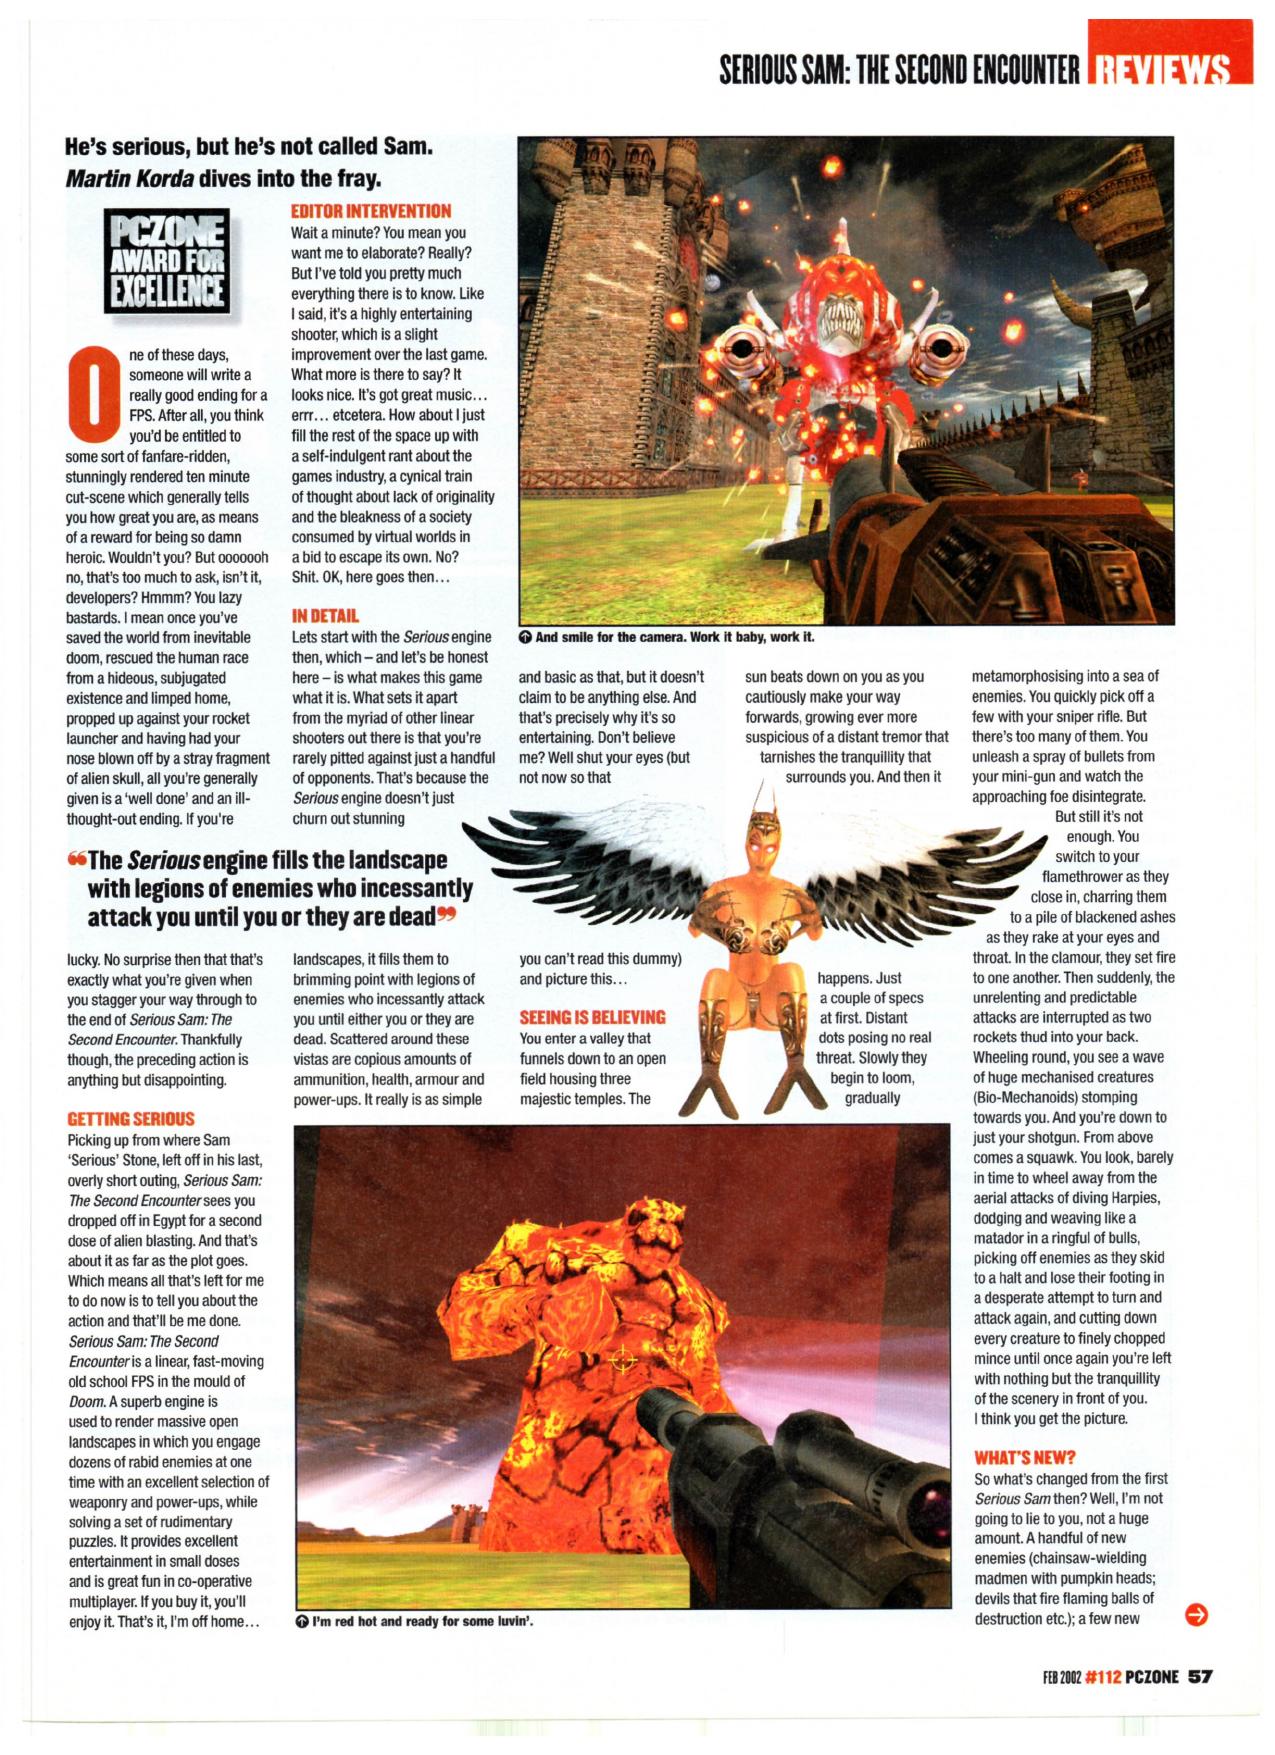 SERIOUS SAM: THE SECOND ENCOUNTER REVIEWS
He's serious, but he's not called Sam.
Martin Korda dives into the fray.
PCZONE
AWARD FOR
EXCELLENCE
One of these days,
someone will write a
really good ending for a
FPS. After all, you think
you'd be entitled to
some sort of fanfare-ridden,
stunningly rendered ten minute
cut-scene which generally tells
you how great you are, as means
of a reward for being so damn
heroic. Wouldn't you? But ooooooh
no, that's too much to ask, isn't it,
developers? Hmmm? You lazy
bastards. I mean once you've
saved the world from inevitable
doom, rescued the human race
from a hideous, subjugated
existence and limped home,
propped up against your rocket
launcher and having had your
nose blown off by a stray fragment
of alien skull, all you're generally
given is a 'well done' and an ill-
thought-out ending. If you're
lucky. No surprise then that that's
exactly what you're given when
you stagger your way through to
the end of Serious Sam: The
Second Encounter. Thankfully
though, the preceding action is
anything but disappointing.
GETTING SERIOUS
Picking up from where Sam
'Serious' Stone, left off in his last,
overly short outing, Serious Sam:
The Second Encounter sees you
dropped off in Egypt for a second
dose of alien blasting. And that's
about it as far as the plot goes.
Which means all that's left for me
to do now is to tell you about the
action and that'll be me done.
Serious Sam: The Second
Encounter is a linear, fast-moving
old school FPS in the mould of
Doom. A superb engine is
used to render massive open
landscapes in which you engage
dozens of rabid enemies at one
time with an excellent selection of
weaponry and power-ups, while
solving a set of rudimentary
puzzles. It provides excellent
entertainment in small doses
and is great fun in co-operative
multiplayer. If you buy it, you'll
enjoy it. That's it, I'm off home...
EDITOR INTERVENTION
Wait a minute? You mean you
want me to elaborate? Really?
But I've told you pretty much
everything there is to know. Like
I said, it's a highly entertaining
shooter, which is a slight
improvement over the last game.
What more is there to say? It
looks nice. It's got great music...
errr... etcetera. How about I just
fill the rest of the space up with
a self-indulgent rant about the
games industry, a cynical train
of thought about lack of originality
and the bleakness of a society
consumed by virtual worlds in
a bid to escape its own. No?
Shit. OK, here goes then...
IN DETAIL
Lets start with the Serious engine
then, which – and let's be honest
here – is what makes this game
what it is. What sets it apart
from the myriad of other linear
shooters out there is that you're
rarely pitted against just a handful
of opponents. That's because the
Serious engine doesn't just
churn out stunning
“The Serious engine fills the landscape
with legions of enemies who incessantly
attack you until you or they are dead”
landscapes, it fills them to
brimming point with legions of
enemies who incessantly attack
you until either you or they are
dead. Scattered around these
vistas are copious amounts of
ammunition, health, armour and
power-ups. It really is as simple
And smile for the camera. Work it baby, work it.
and basic as that, but it doesn't
claim to be anything else. And
that's precisely why it's so
entertaining. Don't believe
me? Well shut your eyes (but
not now so that
you can't read this dummy)
and picture this...
SEEING IS BELIEVING
You enter a valley that
funnels down to an open
field housing three
majestic temples. The
sun beats down on you as you
cautiously make your way
forwards, growing ever more
suspicious of a distant tremor that
tarnishes the tranquillity that
surrounds you. And then it
happens. Just
a couple of specs
at first. Distant
dots posing no real
threat. Slowly they
begin to loom,
gradually
metamorphosising into a sea of
enemies. You quickly pick off a
few with your sniper rifle. But
there's too many of them. You
unleash a spray of bullets from
your mini-gun and watch the
approaching foe disintegrate.
But still it's not
enough. You
switch to your
flamethrower as they
close in, charring them
to a pile of blackened ashes
as they rake at your eyes and
throat. In the clamour, they set fire
to one another. Then suddenly, the
unrelenting and predictable
attacks are interrupted as two
rockets thud into your back.
Wheeling round, you see a wave
of huge mechanised creatures
(Bio-Mechanoids) stomping
towards you. And you're down to
just your shotgun. From above
comes a squawk. You look, barely
in time to wheel away from the
aerial attacks of diving Harpies,
dodging and weaving like a
matador in a ringful of bulls,
picking off enemies as they skid
to a halt and lose their footing in
a desperate attempt to turn and
attack again, and cutting down
every creature to finely chopped
mince until once again you're left
with nothing but the tranquillity
of the scenery in front of you.
I think you get the picture.
WHAT'S NEW?
So what's changed from the first
Serious Sam then? Well, I'm not
going to lie to you, not a huge
amount. A handful of new
enemies (chainsaw-wielding
madmen with pumpkin heads;
devils that fire flaming balls of
destruction etc.); a few new
I'm red hot and ready for some luvin'.
FEB 2002 #112 PCZONE 57